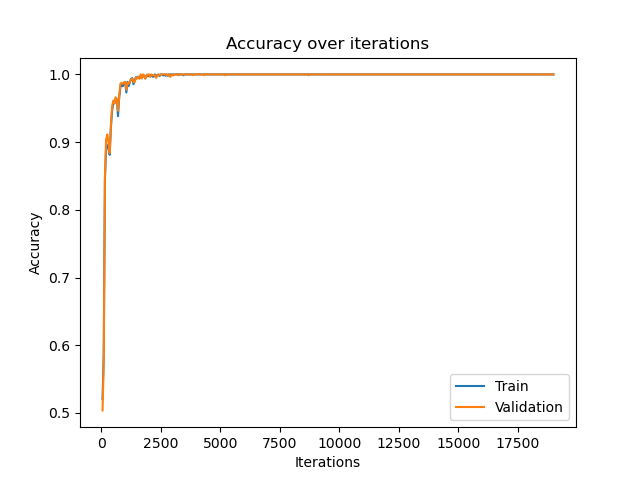 Accuracy over iterations
Accuracy
1.0
0.9
0.8
0.7
0.6
0.5
0 2500 5000 7500 10000 12500 15000 17500
Iterations
Train
Validation